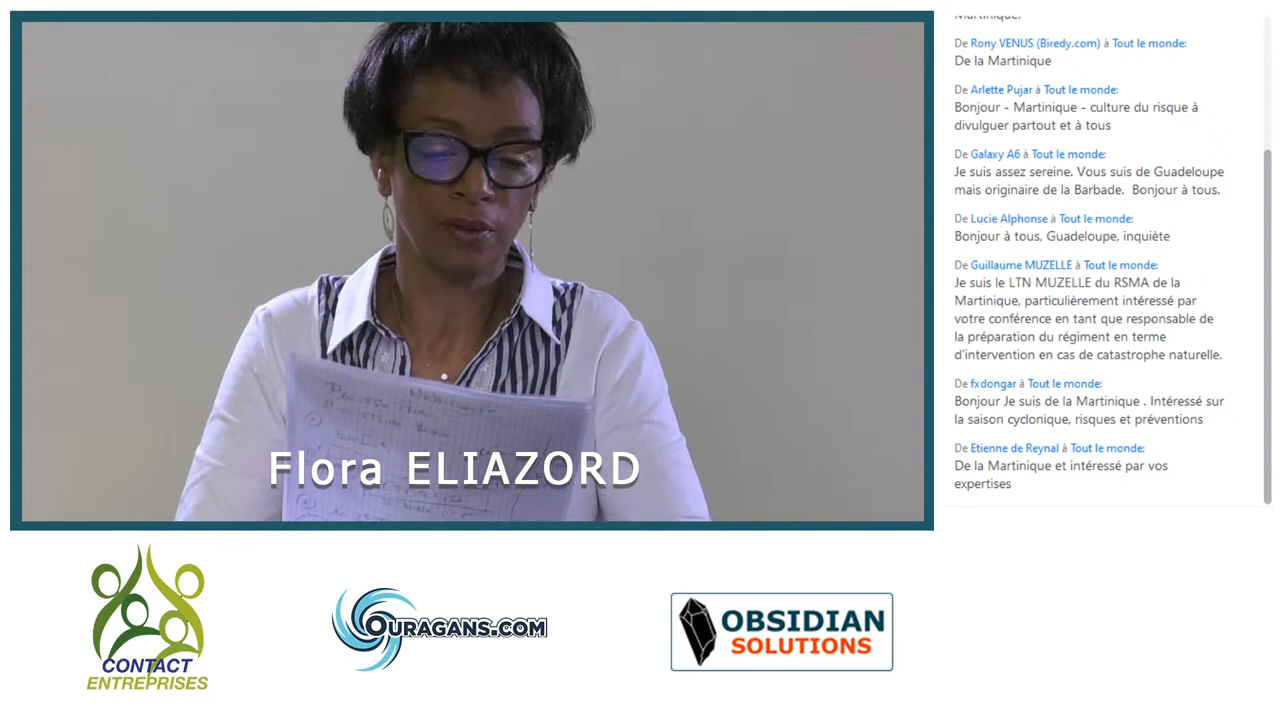 Flora ELIAZORD
CONTACT
ENTREPRISES
OURAGANS.COM
OBSIDIAN
SOLUTIONS
Martinique.
De Rony VENUS (Biredy.com) à Tout le monde:
De la Martinique
De Arlette Pujar à Tout le monde:
Bonjour - Martinique - culture du risque à
divulguer partout et à tous
De Galaxy A6 à Tout le monde:
Je suis assez sereine. Vous suis de Guadeloupe
mais originaire de la Barbade.  Bonjour à tous.
De Lucie Alphonse à Tout le monde:
Bonjour à tous, Guadeloupe, inquiète
De Guillaume MUZELLE à Tout le monde:
Je suis le LTN MUZELLE du RSMA de la
Martinique, particulièrement intéressé par
votre conférence en tant que responsable de
la préparation du régiment en terme
d'intervention en cas de catastrophe naturelle.
De fxdongar à Tout le monde:
Bonjour Je suis de la Martinique . Intéressé sur
la saison cyclonique, risques et préventions
De Etienne de Reynal à Tout le monde:
De la Martinique et intéressé par vos
expertises